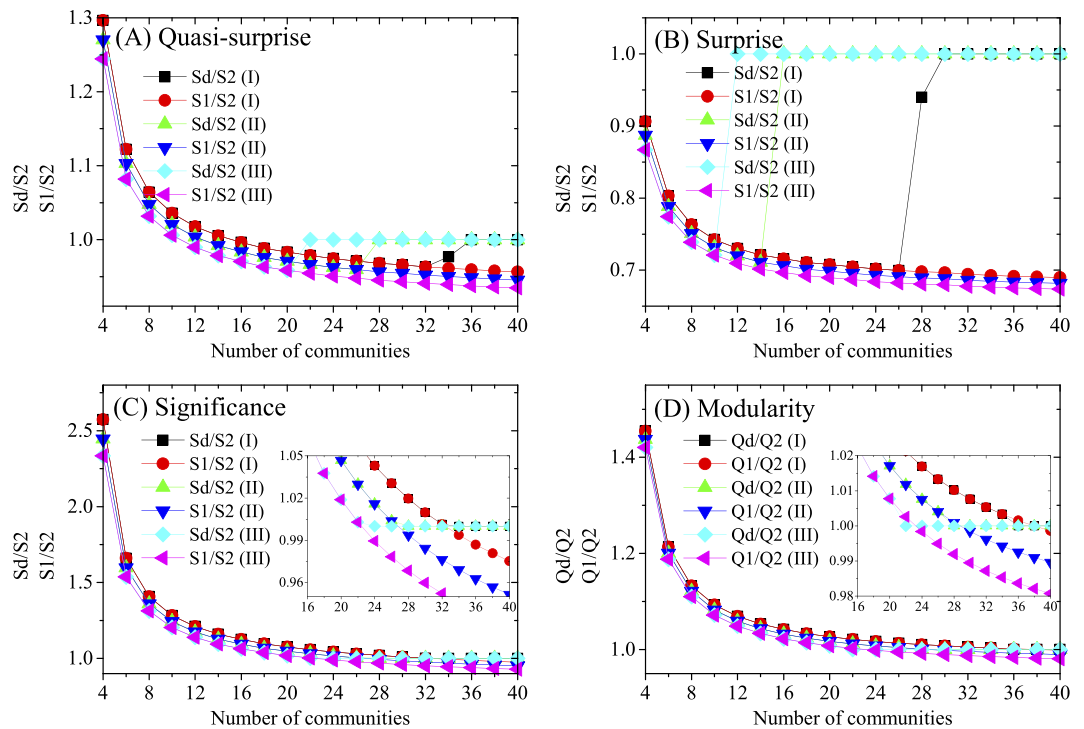 (A) Quasi-surprise
Sd/S2 (I)
S1/S2 (I)
Sd/S2 (II)
S1/S2 (II)
Sd/S2 (III)
S1/S2 (III)
1.3
1.2
1.1
1.0
Sd/S2
S1/S2
4 8 12 16 20 24 28 32 36 40
Number of communities
(B) Surprise
Sd/S2 (I)
S1/S2 (I)
Sd/S2 (II)
S1/S2 (II)
Sd/S2 (III)
S1/S2 (III)
1.0
0.9
0.8
0.7
Sd/S2
S1/S2
4 8 12 16 20 24 28 32 36 40
Number of communities
(C) Significance
Sd/S2 (I)
S1/S2 (I)
Sd/S2 (II)
S1/S2 (II)
Sd/S2 (III)
S1/S2 (III)
2.5
2.0
1.5
1.0
Sd/S2
S1/S2
1.05
1.02
0.99
0.96
16 20 24 28 32 36 40
4 8 12 16 20 24 28 32 36 40
Number of communities
(D) Modularity
Qd/Q2 (I)
Q1/Q2 (I)
Qd/Q2 (II)
Q1/Q2 (II)
Qd/Q2 (III)
Q1/Q2 (III)
1.4
1.2
1.0
Qd/Q2
Q1/Q2
1.02
1.01
1.00
0.99
0.98
16 20 24 28 32 36 40
4 8 12 16 20 24 28 32 36 40
Number of communities